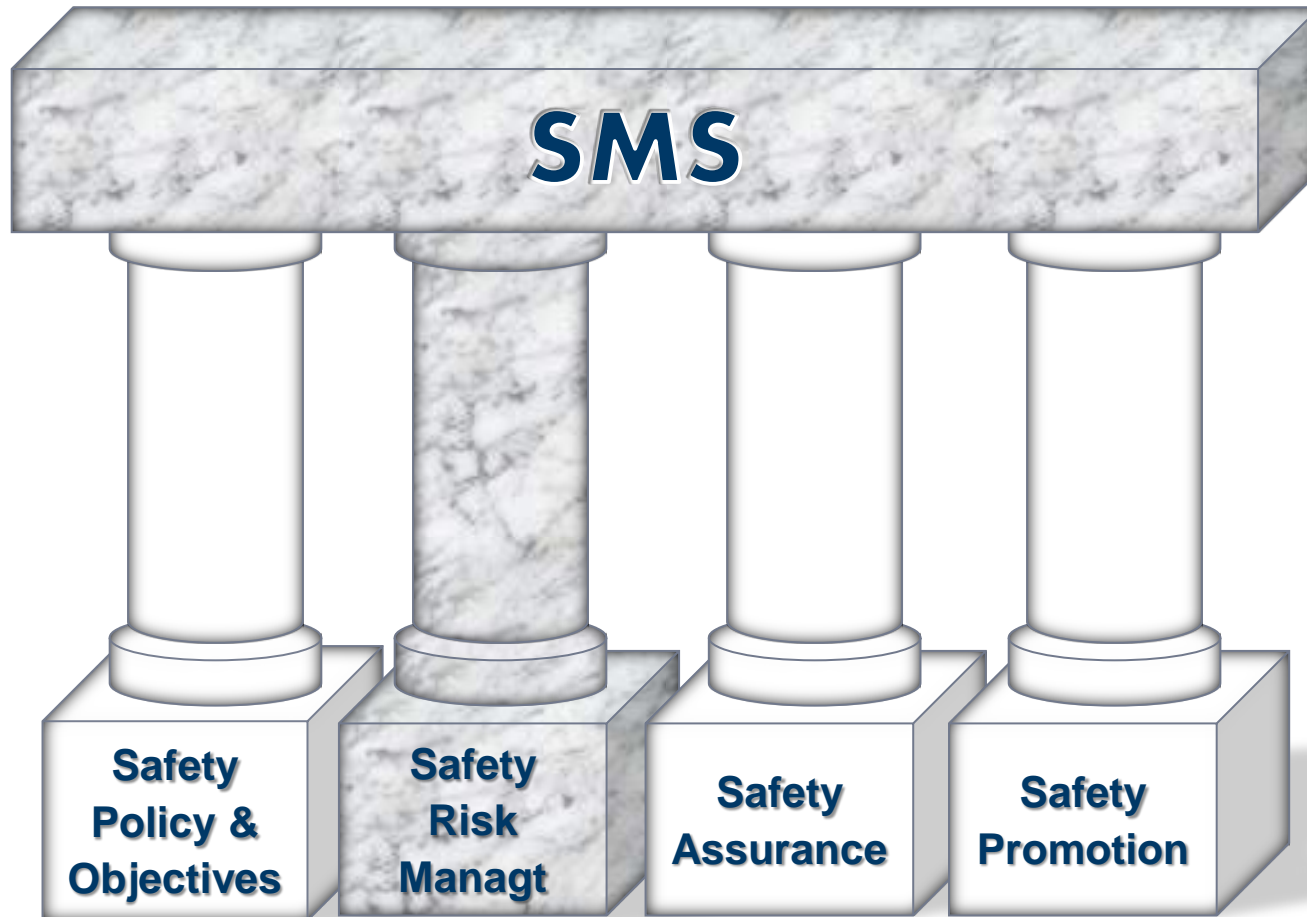 SMS
Safety
Policy &
Objectives
Safety
Risk
Managt
Safety
Assurance
Safety
Promotion